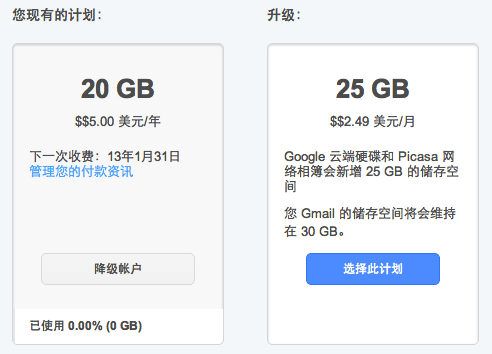 您现有的计划：
20 GB
$$5.00 美元/年
下一次收费：13年1月31日
管理您的付款资讯
降级帐户
已使用 0.00% (0 GB)
升级：
25 GB
$$2.49 美元/月
Google 云端硬碟和 Picasa 网
络相簿会新增 25 GB 的储存空
间
您 Gmail 的储存空间将会维持
在 30 GB。
选择此计划